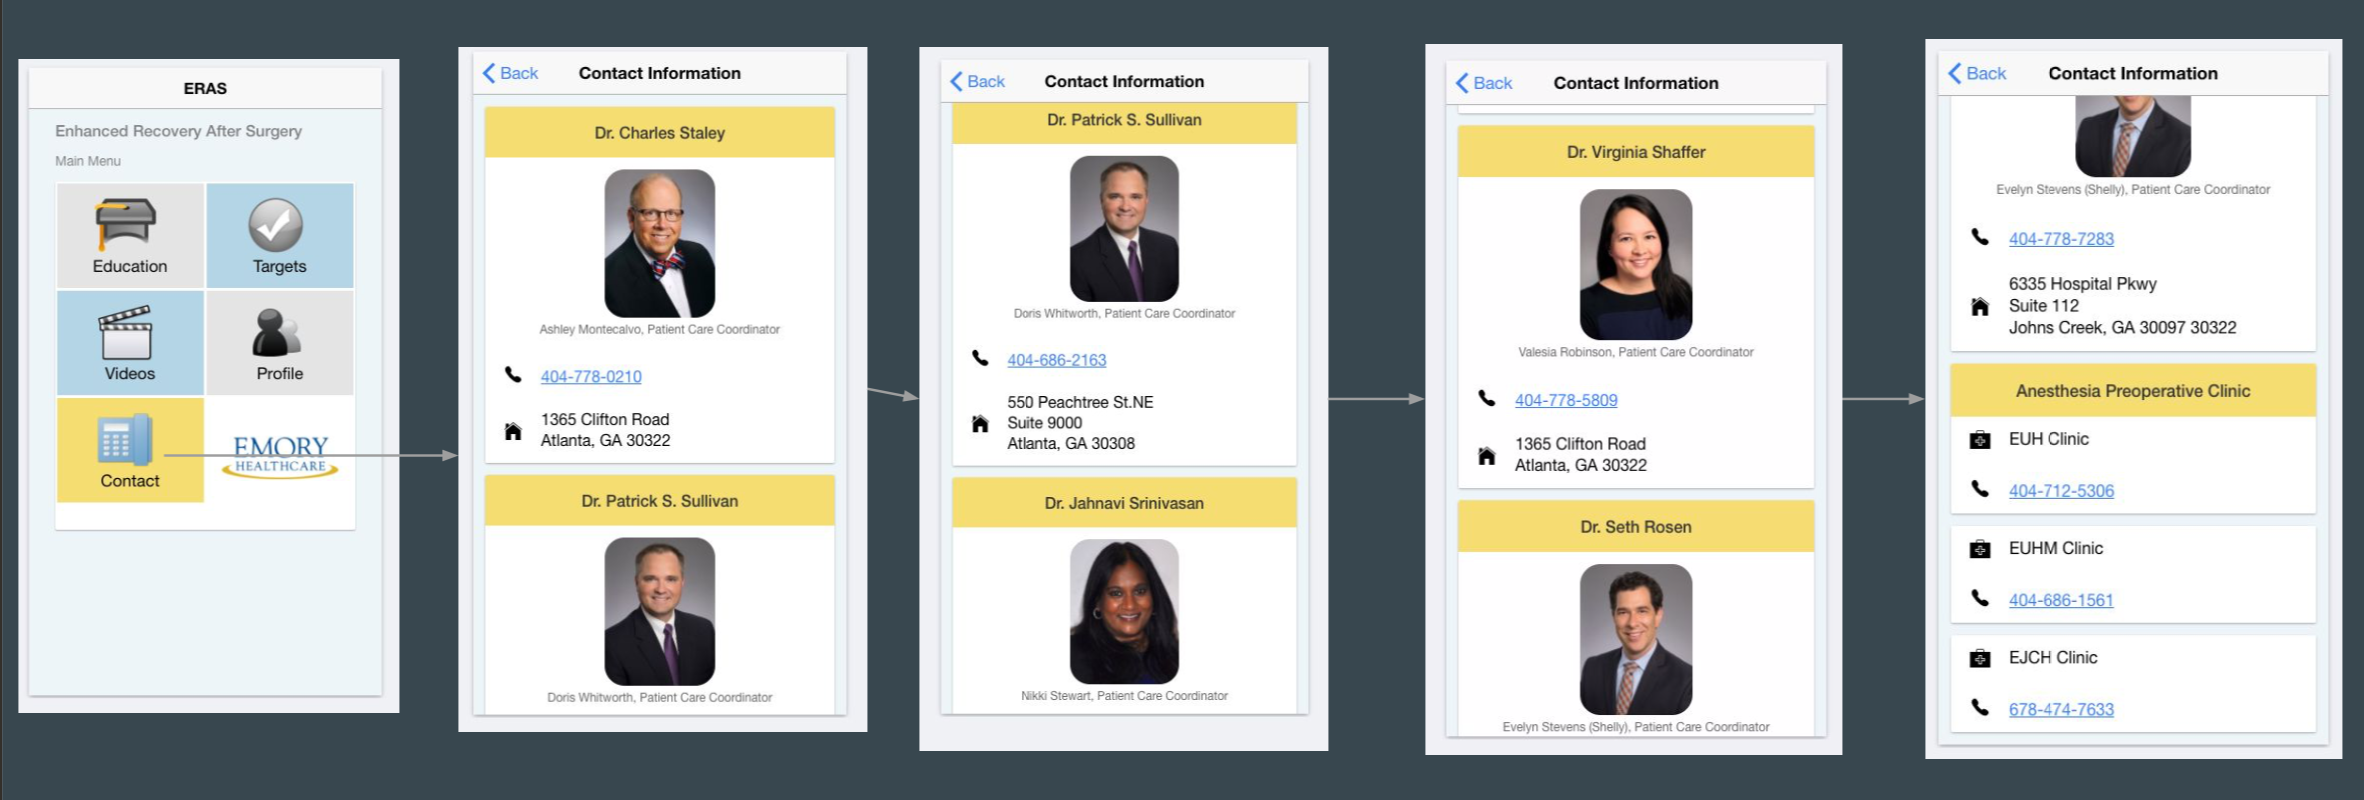 ERAS
Enhanced Recovery After Surgery
Main Menu
Education
Targets
Videos
Profile
Contact
EMORY
HEALTHCARE
Back
Contact Information
Dr. Charles Staley
Ashley Montecalvo, Patient Care Coordinator
404-778-0210
1365 Clifton Road
Atlanta, GA 30322
Dr. Patrick S. Sullivan
Doris Whitworth, Patient Care Coordinator
Back
Contact Information
Dr. Patrick S. Sullivan
Doris Whitworth, Patient Care Coordinator
404-686-2163
550 Peachtree St.NE
Suite 9000
Atlanta, GA 30308
Dr. Jahnavi Srinivasan
Nikki Stewart, Patient Care Coordinator
Back
Contact Information
Dr. Virginia Shaffer
Valesia Robinson, Patient Care Coordinator
404-778-5809
1365 Clifton Road
Atlanta, GA 30322
Dr. Seth Rosen
Evelyn Stevens (Shelly), Patient Care Coordinator
Back
Contact Information
Evelyn Stevens (Shelly), Patient Care Coordinator
404-778-7283
6335 Hospital Pkwy
Suite 112
Johns Creek, GA 30097 30322
Anesthesia Preoperative Clinic
EUH Clinic
404-712-5306
EUHM Clinic
404-686-1561
EJCH Clinic
678-474-7633